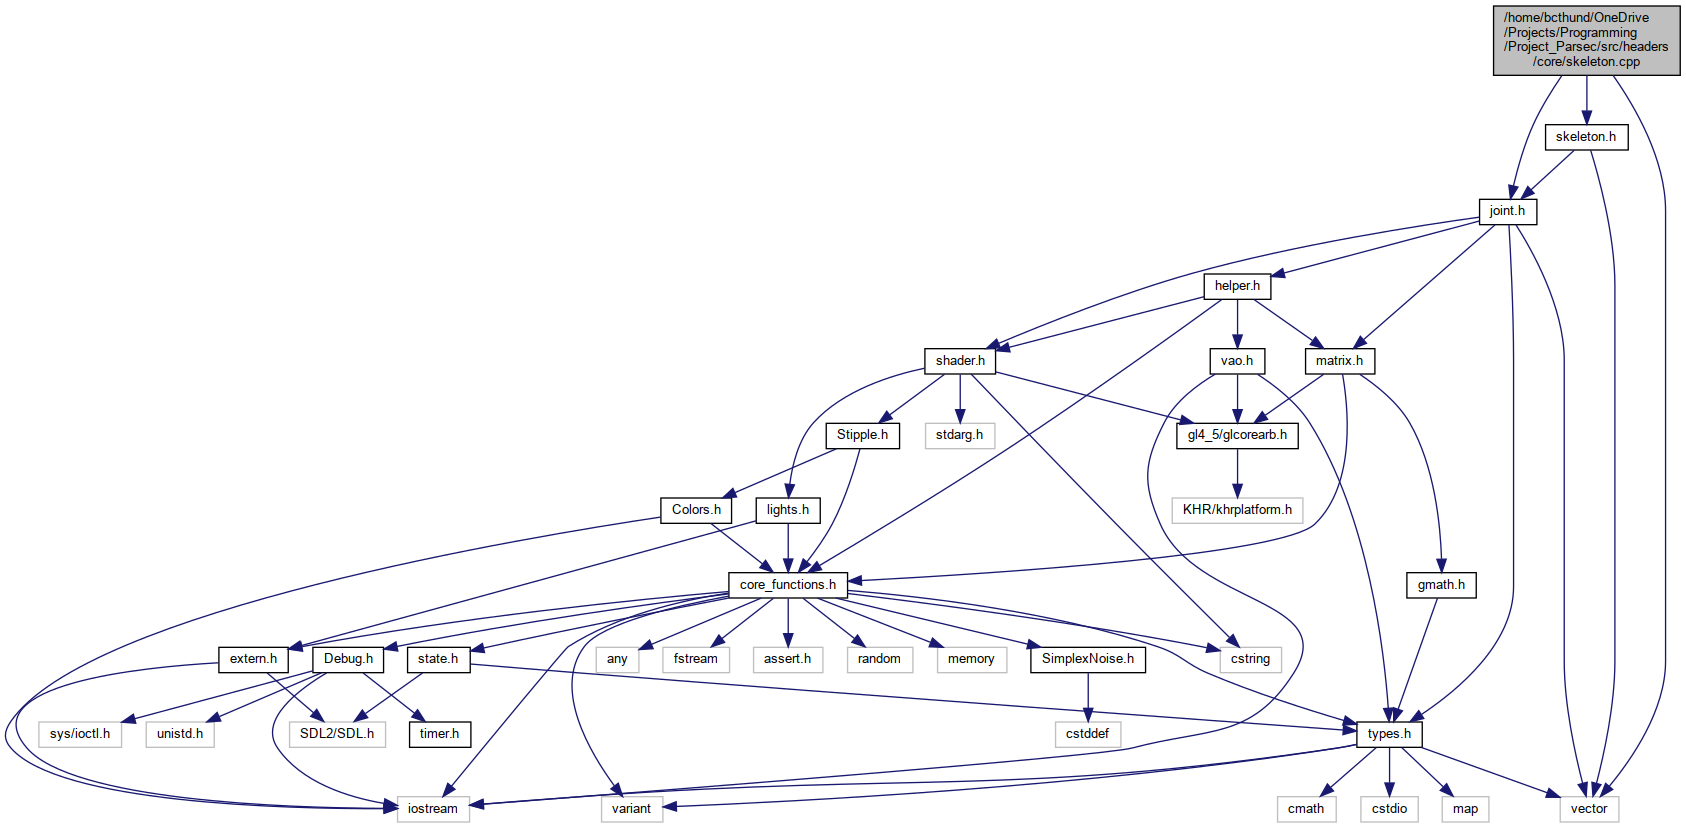 /home/bcthund/OneDrive
/Projects/Programming
/Project_Parsec/src/headers
/core/skeleton.cpp
skeleton.h
joint.h
helper.h
shader.h
vao.h
matrix.h
Stipple.h
stdarg.h
gl4_5/glcorearb.h
Colors.h
lights.h
KHR/khrplatform.h
core_functions.h
gmath.h
extern.h
Debug.h
state.h
any
fstream
assert.h
random
memory
SimplexNoise.h
cstring
sys/ioctl.h
unistd.h
SDL2/SDL.h
timer.h
cstddef
types.h
iostream
variant
cmath
cstdio
map
vector